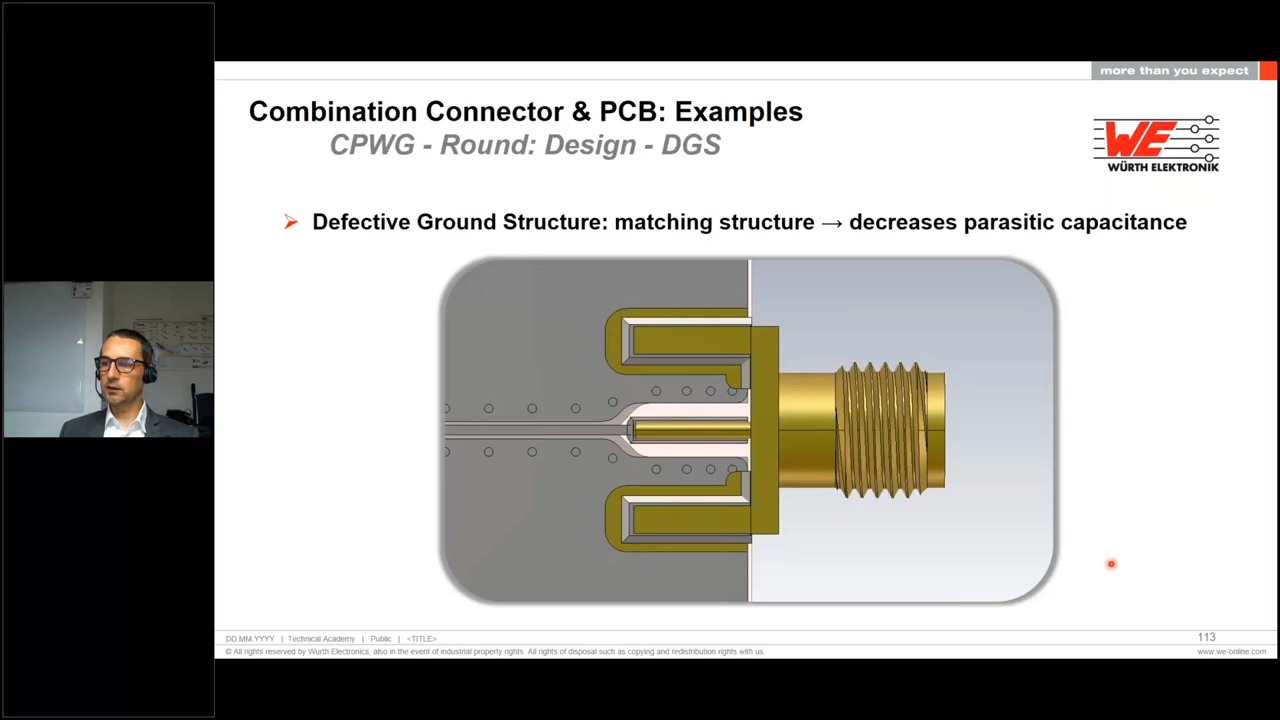 more than you expect
Combination Connector & PCB: Examples
CPWG - Round: Design - DGS
WE
WÜRTH ELEKTRONIK
Defective Ground Structure: matching structure → decreases parasitic capacitance
DD.MM.YYYY | Technical Academy | Public | <TITLE>
113
© All rights reserved by Wurth Electronics, also in the event of industrial property rights. All rights of disposal such as copying and redistribution rights with us.
www.we-online.com